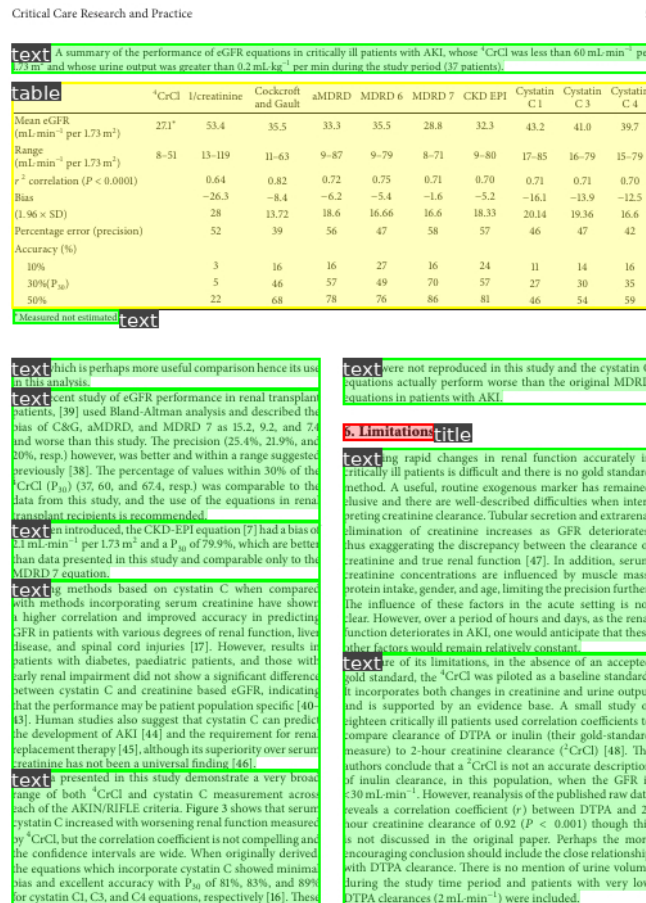 Critical Care Research and Practice
text A summary of the performance of eGFR equations in critically ill patients with AKI, whose ⁴CrCl was less than 60 mL·min⁻¹ pe
1.73 m² and whose urine output was greater than 0.2 mL·kg⁻¹ per min during the study period (37 patients).
table
⁴CrCl 1/creatinine Cockcroft and Gault aMDRD MDRD 6 MDRD 7 CKD EPI Cystatin C 1 Cystatin C 3 Cystatin C 4
Mean eGFR (mL·min⁻¹ per 1.73 m²) 27.1* 53.4 35.5 33.3 35.5 28.8 32.3 43.2 41.0 39.7
Range (mL·min⁻¹ per 1.73 m²) 8–51 13–119 11–63 9–87 9–79 8–71 9–80 17–85 16–79 15–79
r² correlation (P < 0.0001) 0.64 0.82 0.72 0.75 0.71 0.70 0.71 0.71 0.70
Bias −26.3 −8.4 −6.2 −5.4 −1.6 −5.2 −16.1 −13.9 −12.5
(1.96 × SD) 28 13.72 18.6 16.66 16.6 18.33 20.14 19.36 16.6
Percentage error (precision) 52 39 56 47 58 57 46 47 42
Accuracy (%)
10% 3 16 16 27 16 24 11 14 16
30%(P₃₀) 5 46 57 49 70 57 27 30 35
50% 22 68 78 76 86 81 46 54 59
*Measured not estimated text
text which is perhaps more useful comparison hence its use
in this analysis.
text cent study of eGFR performance in renal transplant
patients, [39] used Bland-Altman analysis and described the
bias of C&G, aMDRD, and MDRD 7 as 15.2, 9.2, and 7.4
and worse than this study. The precision (25.4%, 21.9%, and
20%, resp.) however, was better and within a range suggested
previously [38]. The percentage of values within 30% of the
⁴CrCl (P₃₀) (37, 60, and 67.4, resp.) was comparable to the
data from this study, and the use of the equations in renal
transplant recipients is recommended.
text en introduced, the CKD-EPI equation [7] had a bias of
2.1 mL·min⁻¹ per 1.73 m² and a P₃₀ of 79.9%, which are better
than data presented in this study and comparable only to the
MDRD 7 equation.
text ng methods based on cystatin C when compared
with methods incorporating serum creatinine have shown
a higher correlation and improved accuracy in predicting
GFR in patients with various degrees of renal function, liver
disease, and spinal cord injuries [17]. However, results in
patients with diabetes, paediatric patients, and those with
early renal impairment did not show a significant difference
between cystatin C and creatinine based eGFR, indicating
that the performance may be patient population specific [40–
43]. Human studies also suggest that cystatin C can predict
the development of AKI [44] and the requirement for renal
replacement therapy [45], although its superiority over serum
creatinine has not been a universal finding [46].
text a presented in this study demonstrate a very broad
range of both ⁴CrCl and cystatin C measurement across
each of the AKIN/RIFLE criteria. Figure 3 shows that serum
cystatin C increased with worsening renal function measured
by ⁴CrCl, but the correlation coefficient is not compelling and
the confidence intervals are wide. When originally derived
the equations which incorporate cystatin C showed minimal
bias and excellent accuracy with P₃₀ of 81%, 83%, and 89%
for cystatin C1, C3, and C4 equations, respectively [16]. These
text were not reproduced in this study and the cystatin C
equations actually perform worse than the original MDRD
equations in patients with AKI.
6. Limitations title
text ng rapid changes in renal function accurately i
critically ill patients is difficult and there is no gold standar
method. A useful, routine exogenous marker has remaine
elusive and there are well-described difficulties when inter
preting creatinine clearance. Tubular secretion and extrarena
elimination of creatinine increases as GFR deteriorates
thus exaggerating the discrepancy between the clearance o
creatinine and true renal function [47]. In addition, serum
creatinine concentrations are influenced by muscle mass
protein intake, gender, and age, limiting the precision further
The influence of these factors in the acute setting is no
clear. However, over a period of hours and days, as the rena
function deteriorates in AKI, one would anticipate that thes
other factors would remain relatively constant.
text re of its limitations, in the absence of an accepte
gold standard, the ⁴CrCl was piloted as a baseline standard
It incorporates both changes in creatinine and urine outpu
and is supported by an evidence base. A small study o
eighteen critically ill patients used correlation coefficients t
compare clearance of DTPA or inulin (their gold-standar
measure) to 2-hour creatinine clearance (²CrCl) [48]. Th
authors conclude that a ²CrCl is not an accurate description
of inulin clearance, in this population, when the GFR i
<30 mL·min⁻¹. However, reanalysis of the published raw dat
reveals a correlation coefficient (r) between DTPA and 2
hour creatinine clearance of 0.92 (P < 0.001) though thi
is not discussed in the original paper. Perhaps the mor
encouraging conclusion should include the close relationshi
with DTPA clearance. There is no mention of urine volum
during the study time period and patients with very low
DTPA clearances (2 mL·min⁻¹) were included.